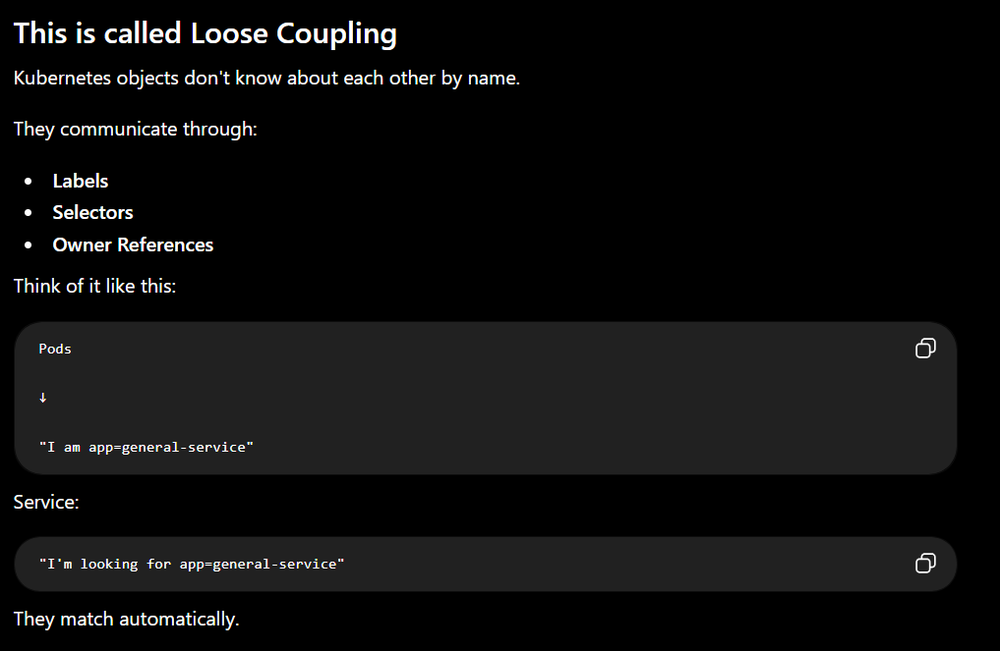 This is called Loose Coupling
Kubernetes objects don't know about each other by name.
They communicate through:
• Labels
• Selectors
• Owner References
Think of it like this:
Pods
↓
"I am app=general-service"
Service:
"I'm looking for app=general-service"
They match automatically.